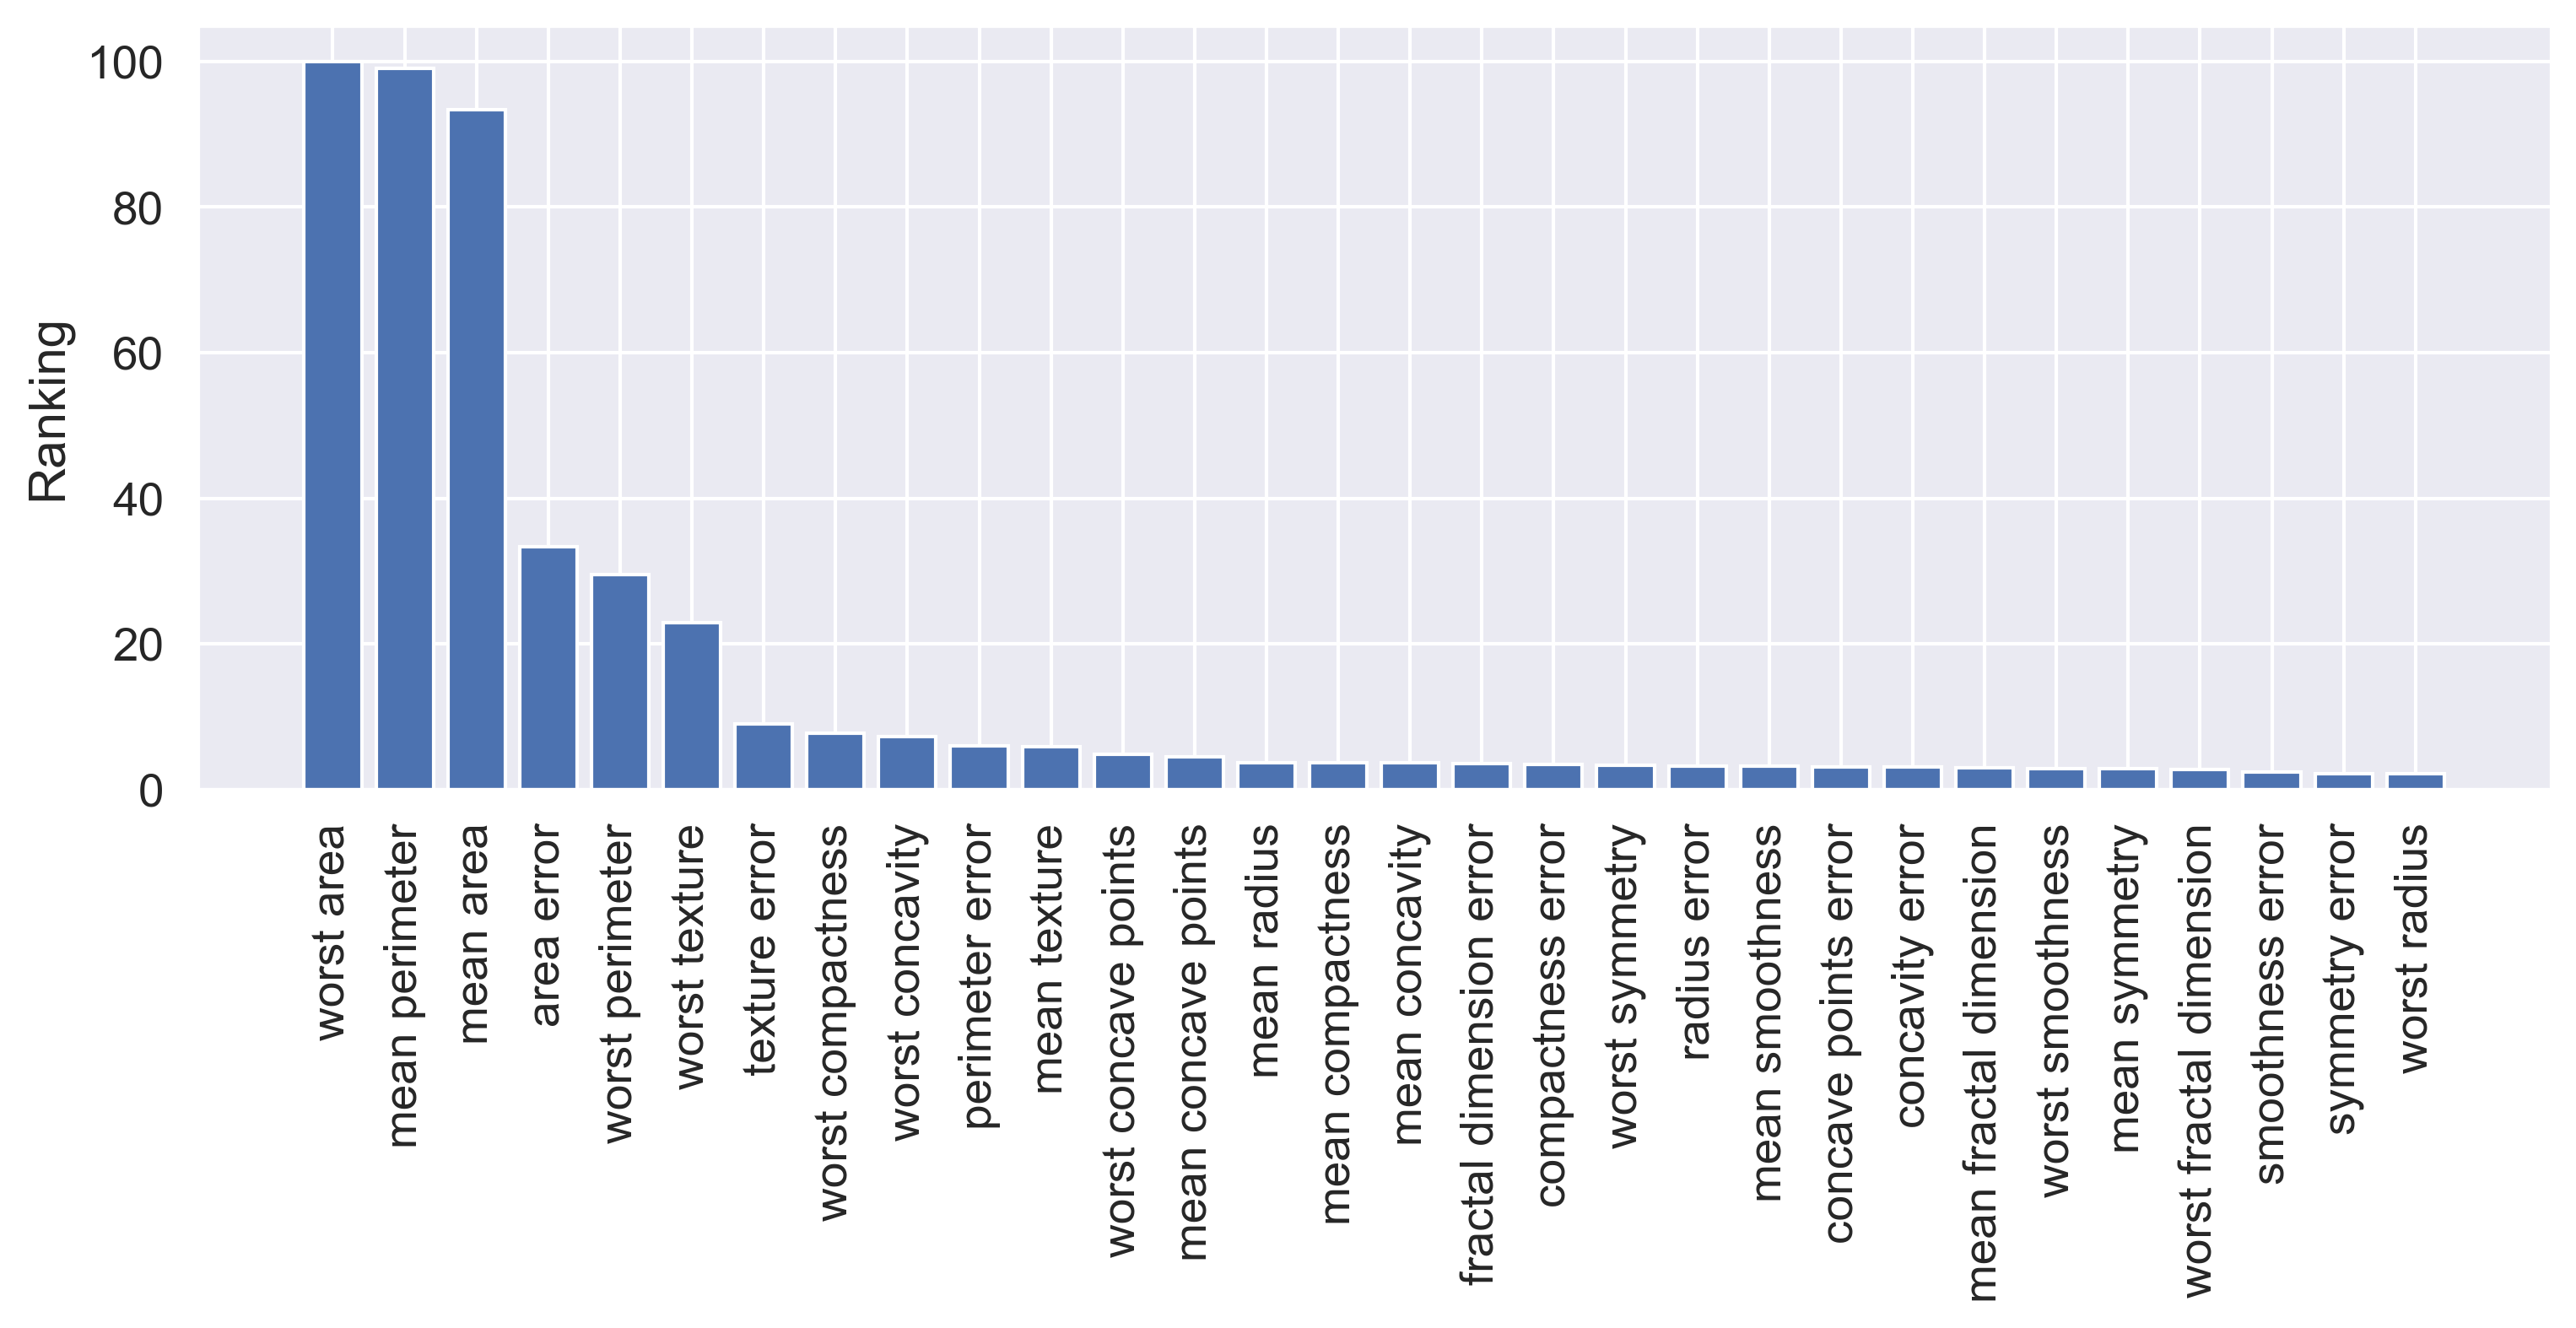 100
80
60
40
20
0
Ranking
worst area
mean perimeter
mean area
area error
worst perimeter
worst texture
texture error
worst compactness
worst concavity
perimeter error
mean texture
worst concave points
mean concave points
mean radius
mean compactness
mean concavity
fractal dimension error
compactness error
worst symmetry
radius error
mean smoothness
concave points error
concavity error
mean fractal dimension
worst smoothness
mean symmetry
worst fractal dimension
smoothness error
symmetry error
worst radius